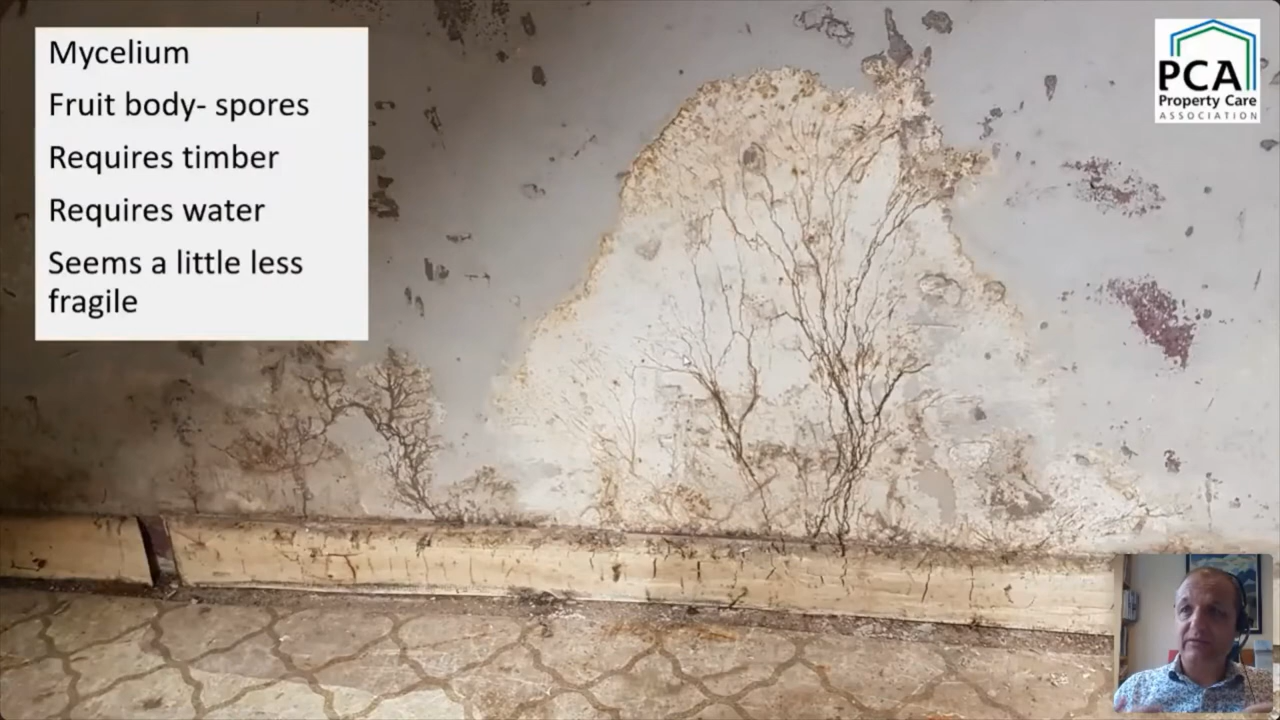 Mycelium
Fruit body- spores
Requires timber
Requires water
Seems a little less
fragile
PCA
Property Care
ASSOCIATION